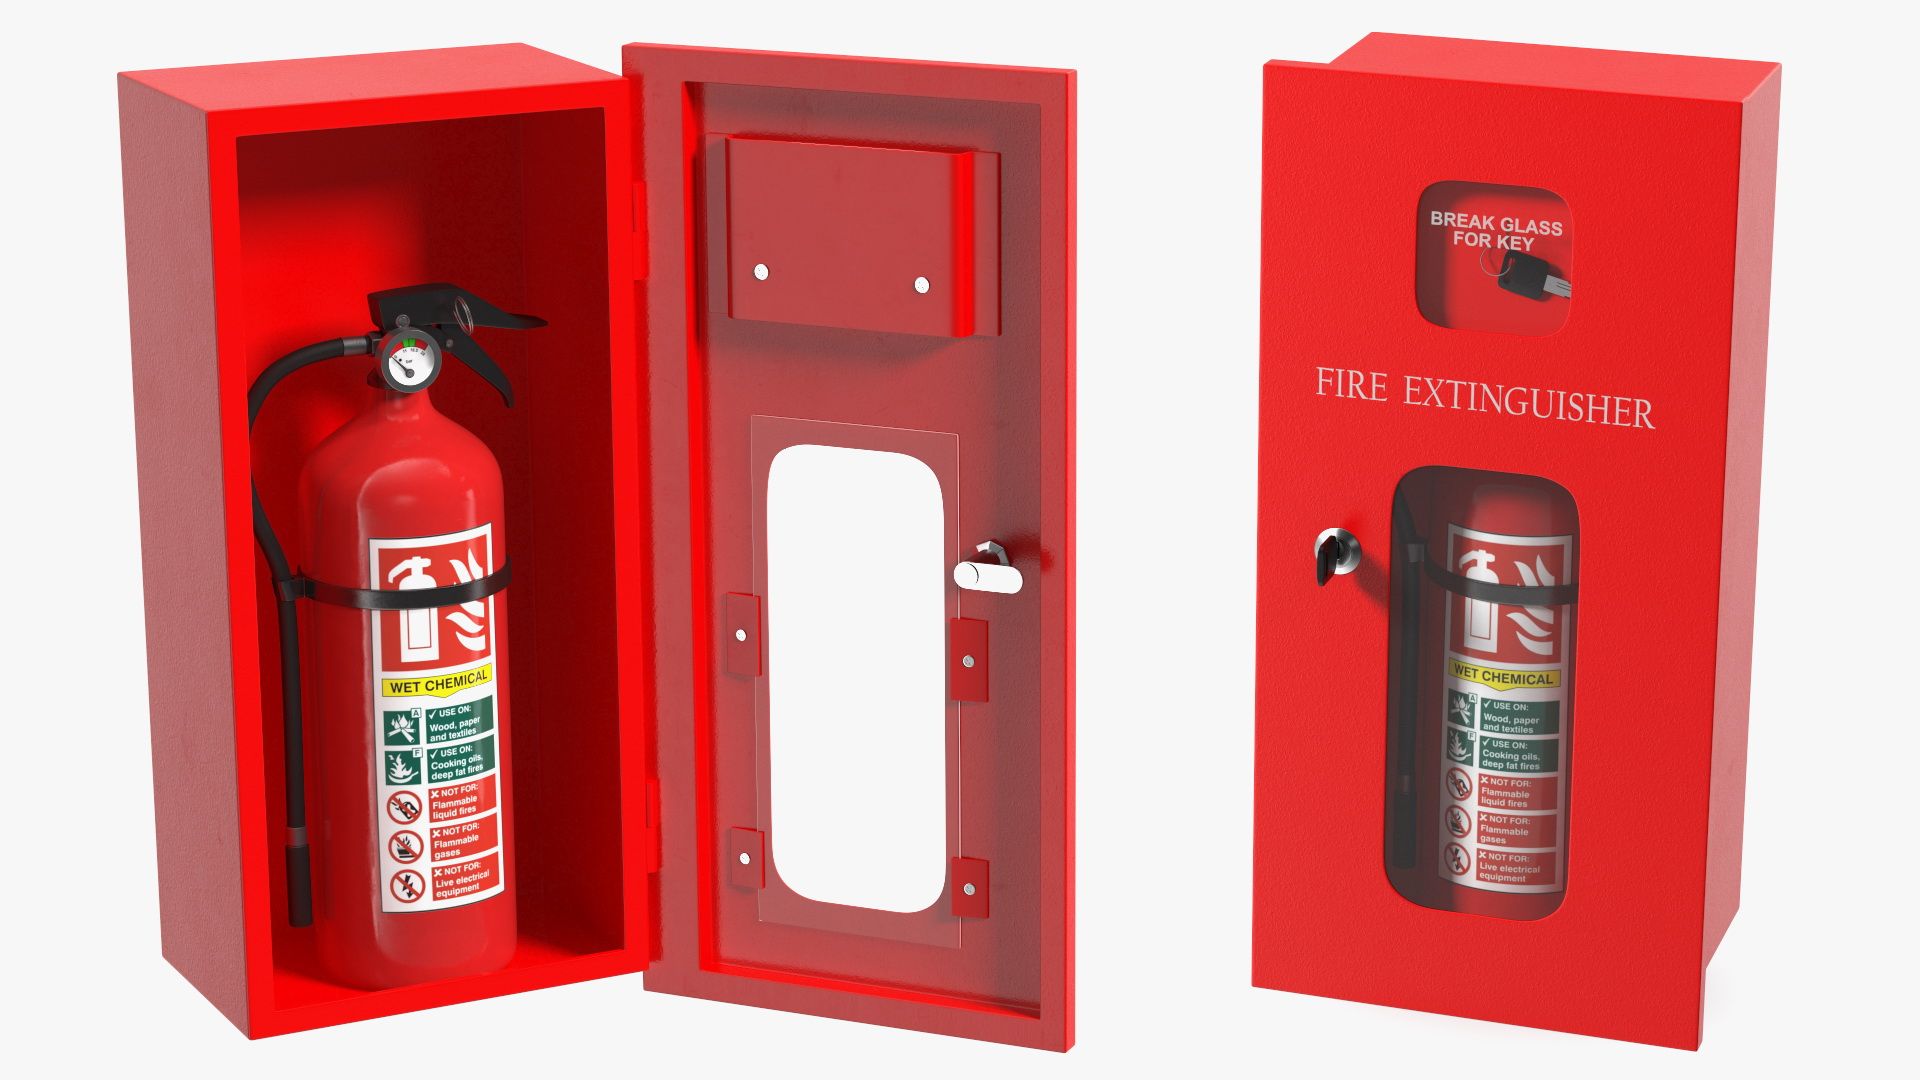 WET CHEMICAL
A
✓ USE ON:
Wood, paper
and textiles
F
✓ USE ON:
Cooking oils,
deep fat fires
✗ NOT FOR:
Flammable
liquid fires
✗ NOT FOR:
Flammable
gases
✗ NOT FOR:
Live electrical
equipment
BREAK GLASS
FOR KEY
FIRE EXTINGUISHER
WET CHEMICAL
A
✓ USE ON:
Wood, paper
and textiles
F
✓ USE ON:
Cooking oils,
deep fat fires
✗ NOT FOR:
Flammable
liquid fires
✗ NOT FOR:
Flammable
gases
✗ NOT FOR:
Live electrical
equipment